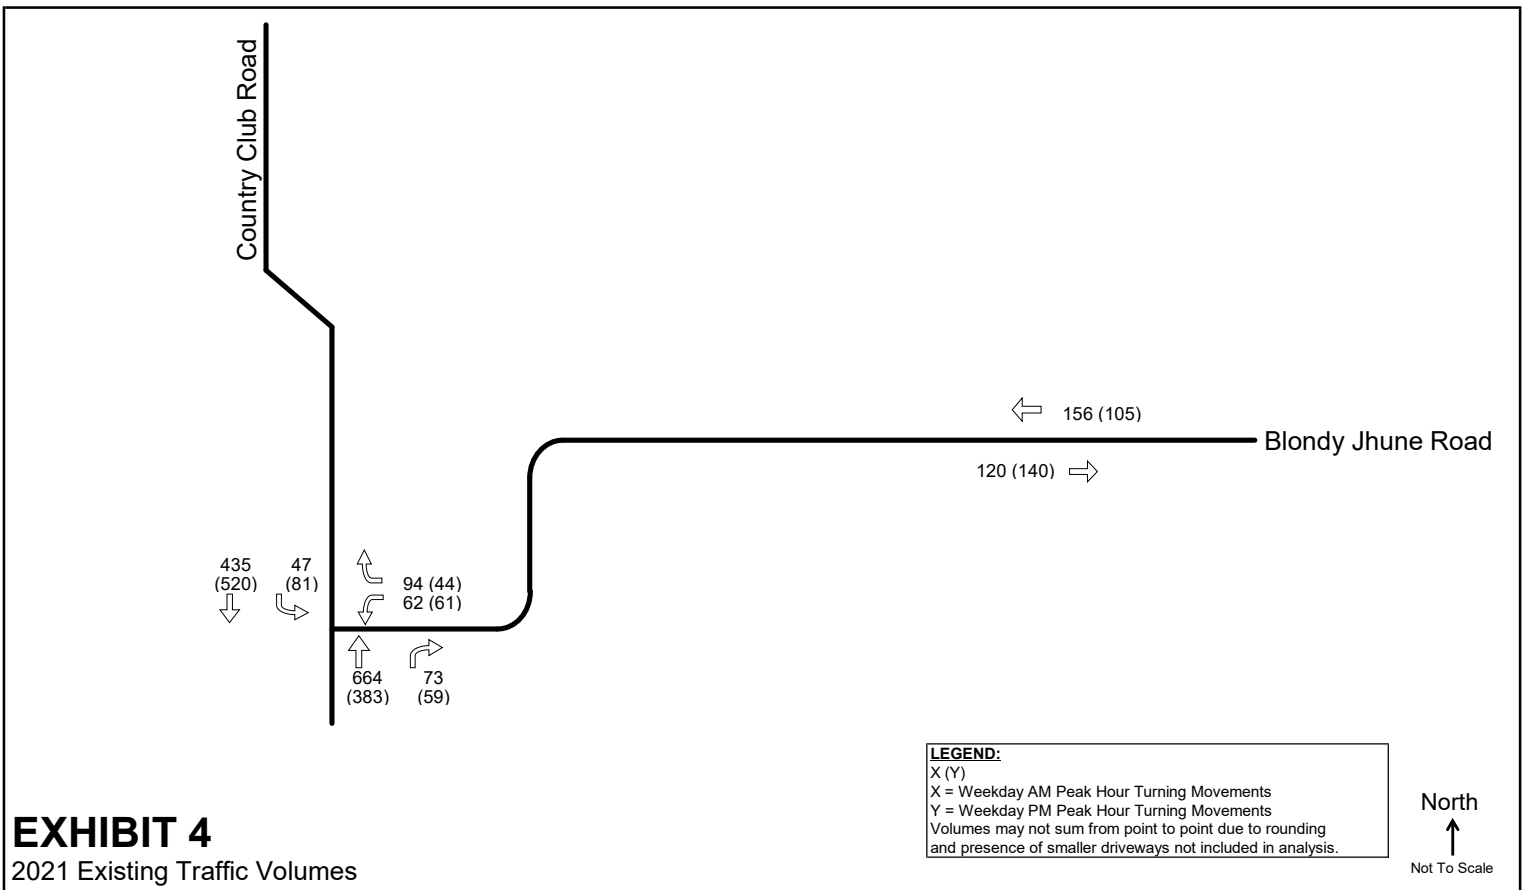 Country Club Road
156 (105)
Blondy Jhune Road
120 (140)
435
(520)
47
(81)
94 (44)
62 (61)
664
(383)
73
(59)
LEGEND:
X (Y)
X = Weekday AM Peak Hour Turning Movements
Y = Weekday PM Peak Hour Turning Movements
Volumes may not sum from point to point due to rounding
and presence of smaller driveways not included in analysis.
North
Not To Scale
EXHIBIT 4
2021 Existing Traffic Volumes